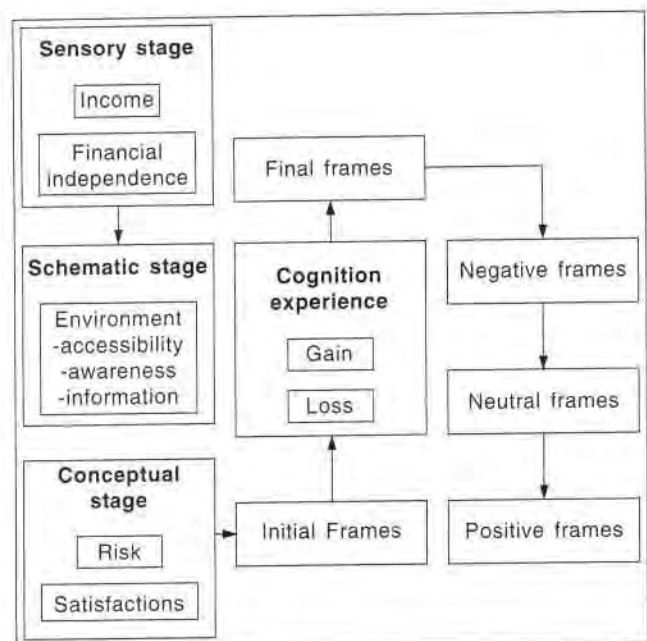 Sensory stage
Income
Financial
independence
Schematic stage
Environment
-accessibility
-awareness
-information
Conceptual
stage
Risk
Satisfactions
Final frames
Cognition
experience
Gain
Loss
Initial Frames
Negative frames
Neutral frames
Positive frames